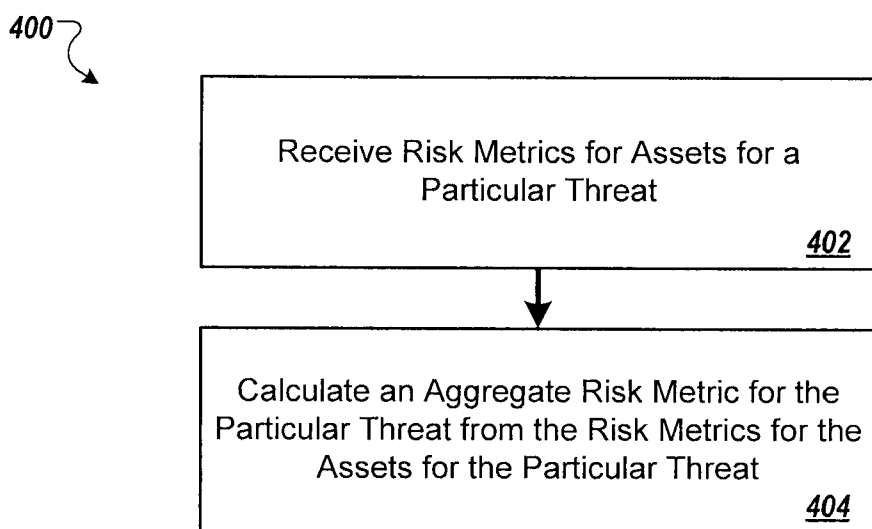 400
Receive Risk Metrics for Assets for a
Particular Threat
402
Calculate an Aggregate Risk Metric for the
Particular Threat from the Risk Metrics for the
Assets for the Particular Threat
404